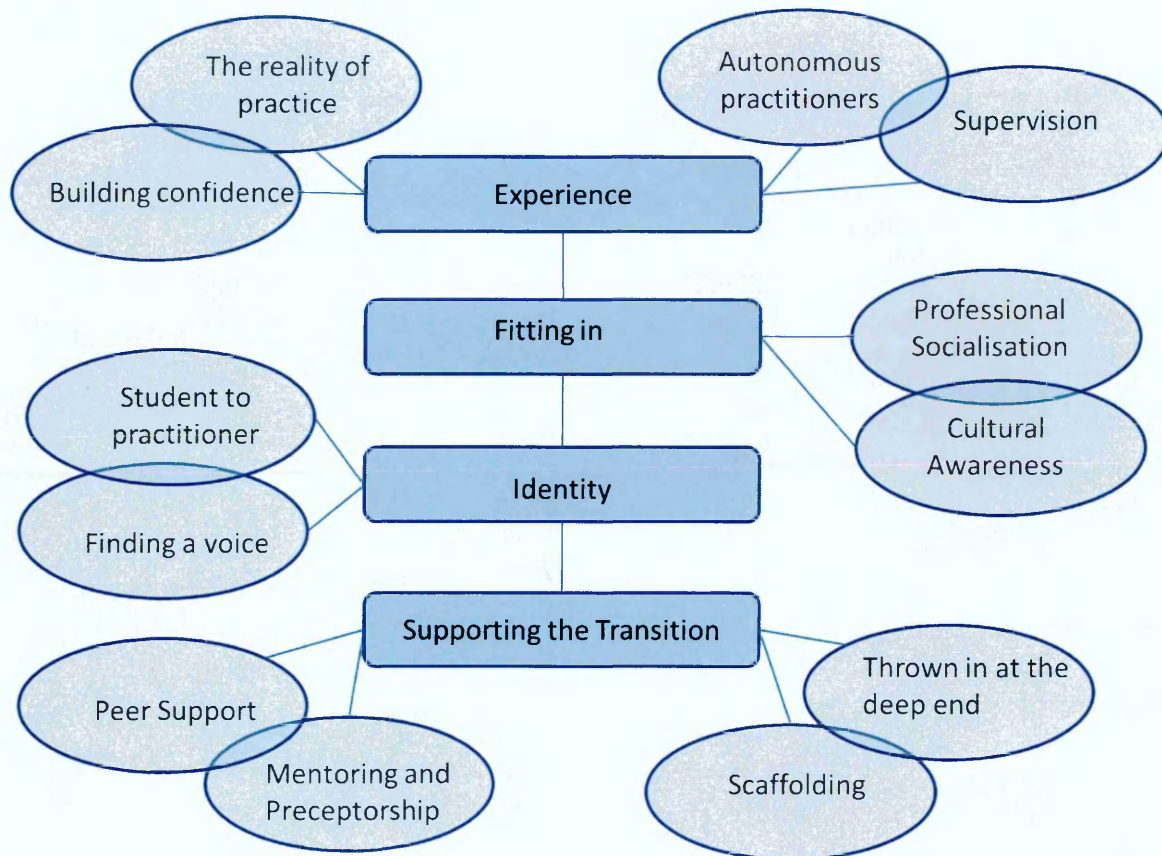 The reality of
practice
Building confidence
Autonomous
practitioners
Supervision
Experience
Fitting in
Professional
Socialisation
Cultural
Awareness
Student to
practitioner
Finding a voice
Identity
Supporting the Transition
Peer Support
Mentoring and
Preceptorship
Thrown in at the
deep end
Scaffolding